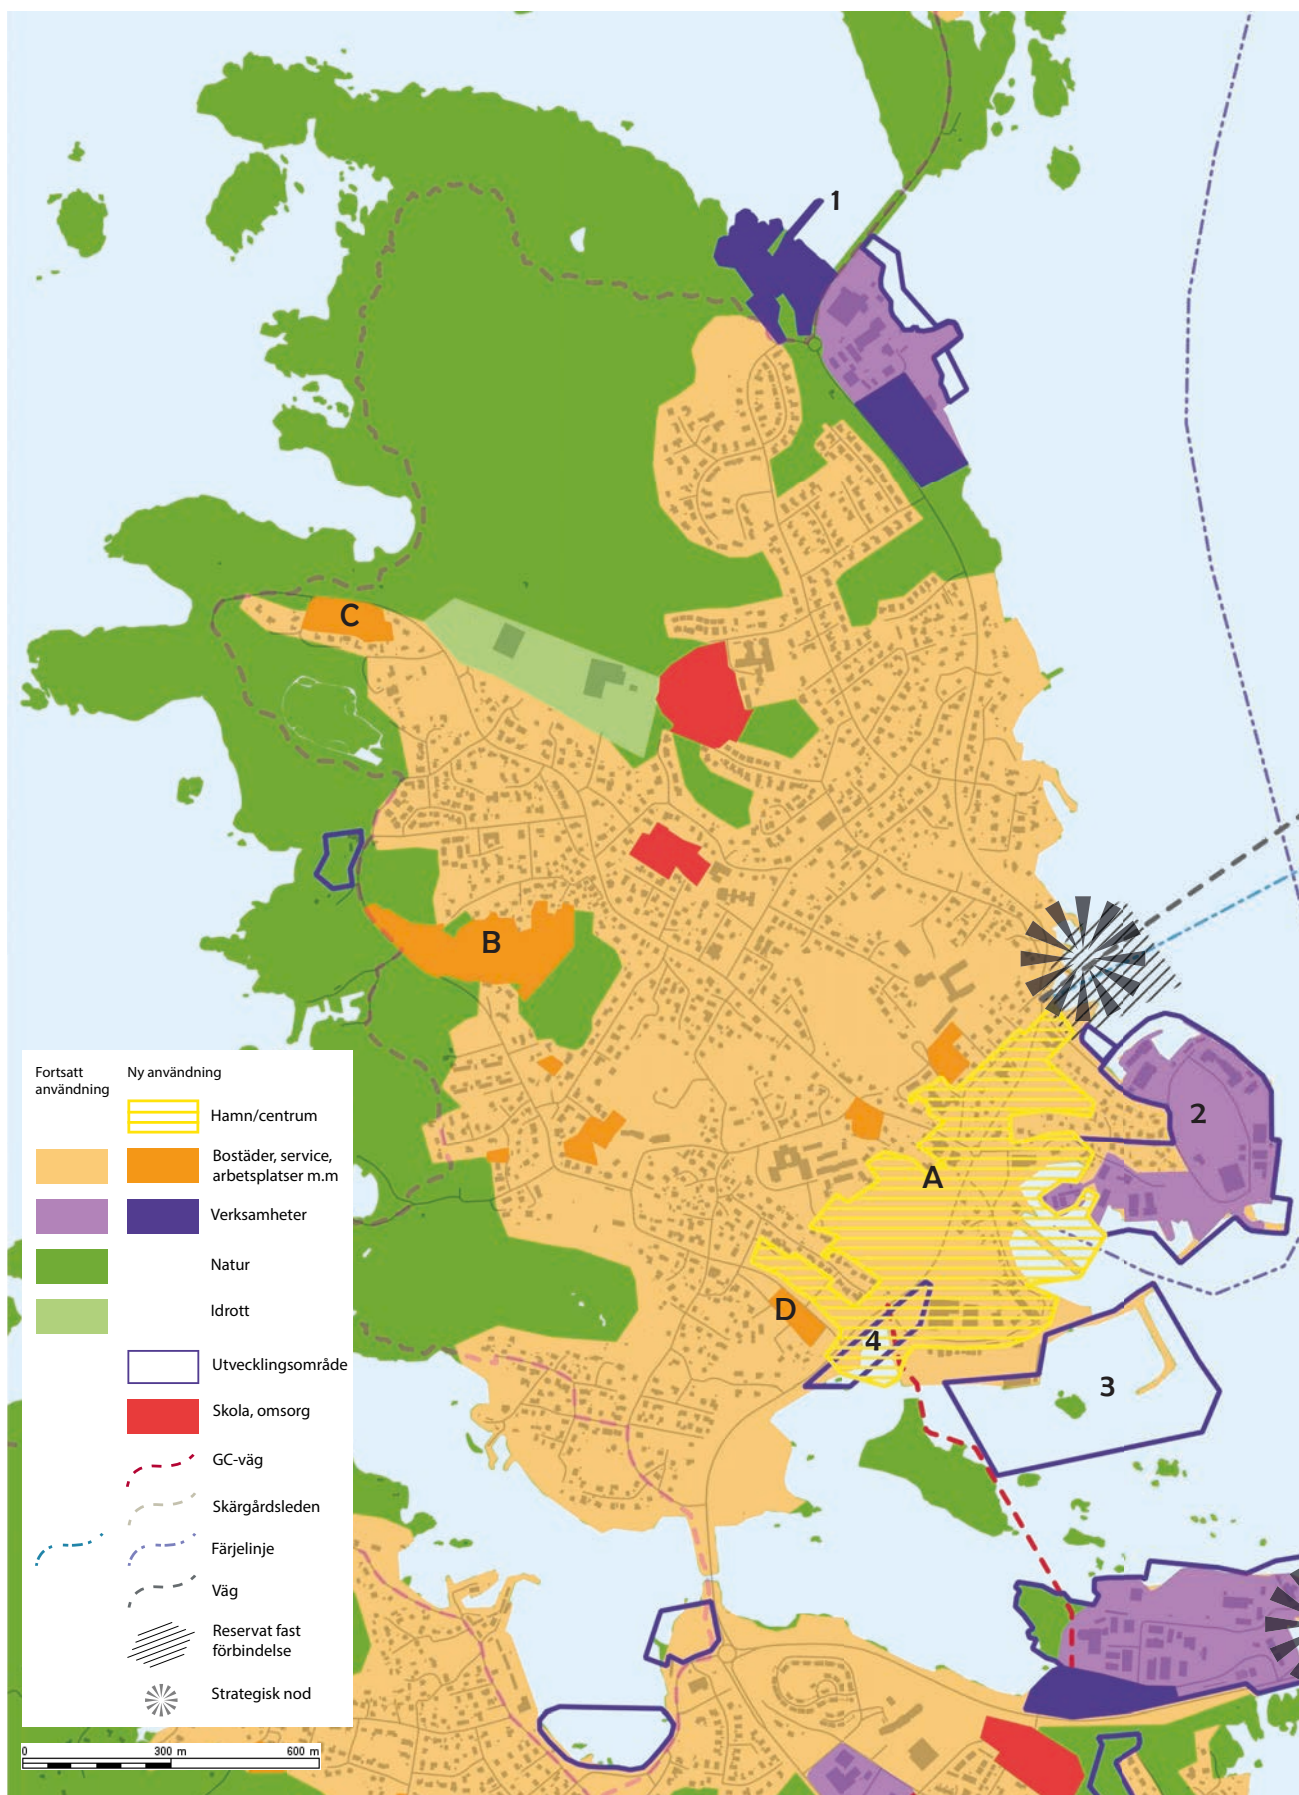 1
C
B
2
A
D
4
3
Fortsatt
användning
Ny användning
Hamn/centrum
Bostäder, service,
arbetsplatser m.m
Verksamheter
Natur
Idrott
Utvecklingsområde
Skola, omsorg
GC-väg
Skärgårdsleden
Färjelinje
Väg
Reservat fast
förbindelse
Strategisk nod
0 300 m 600 m